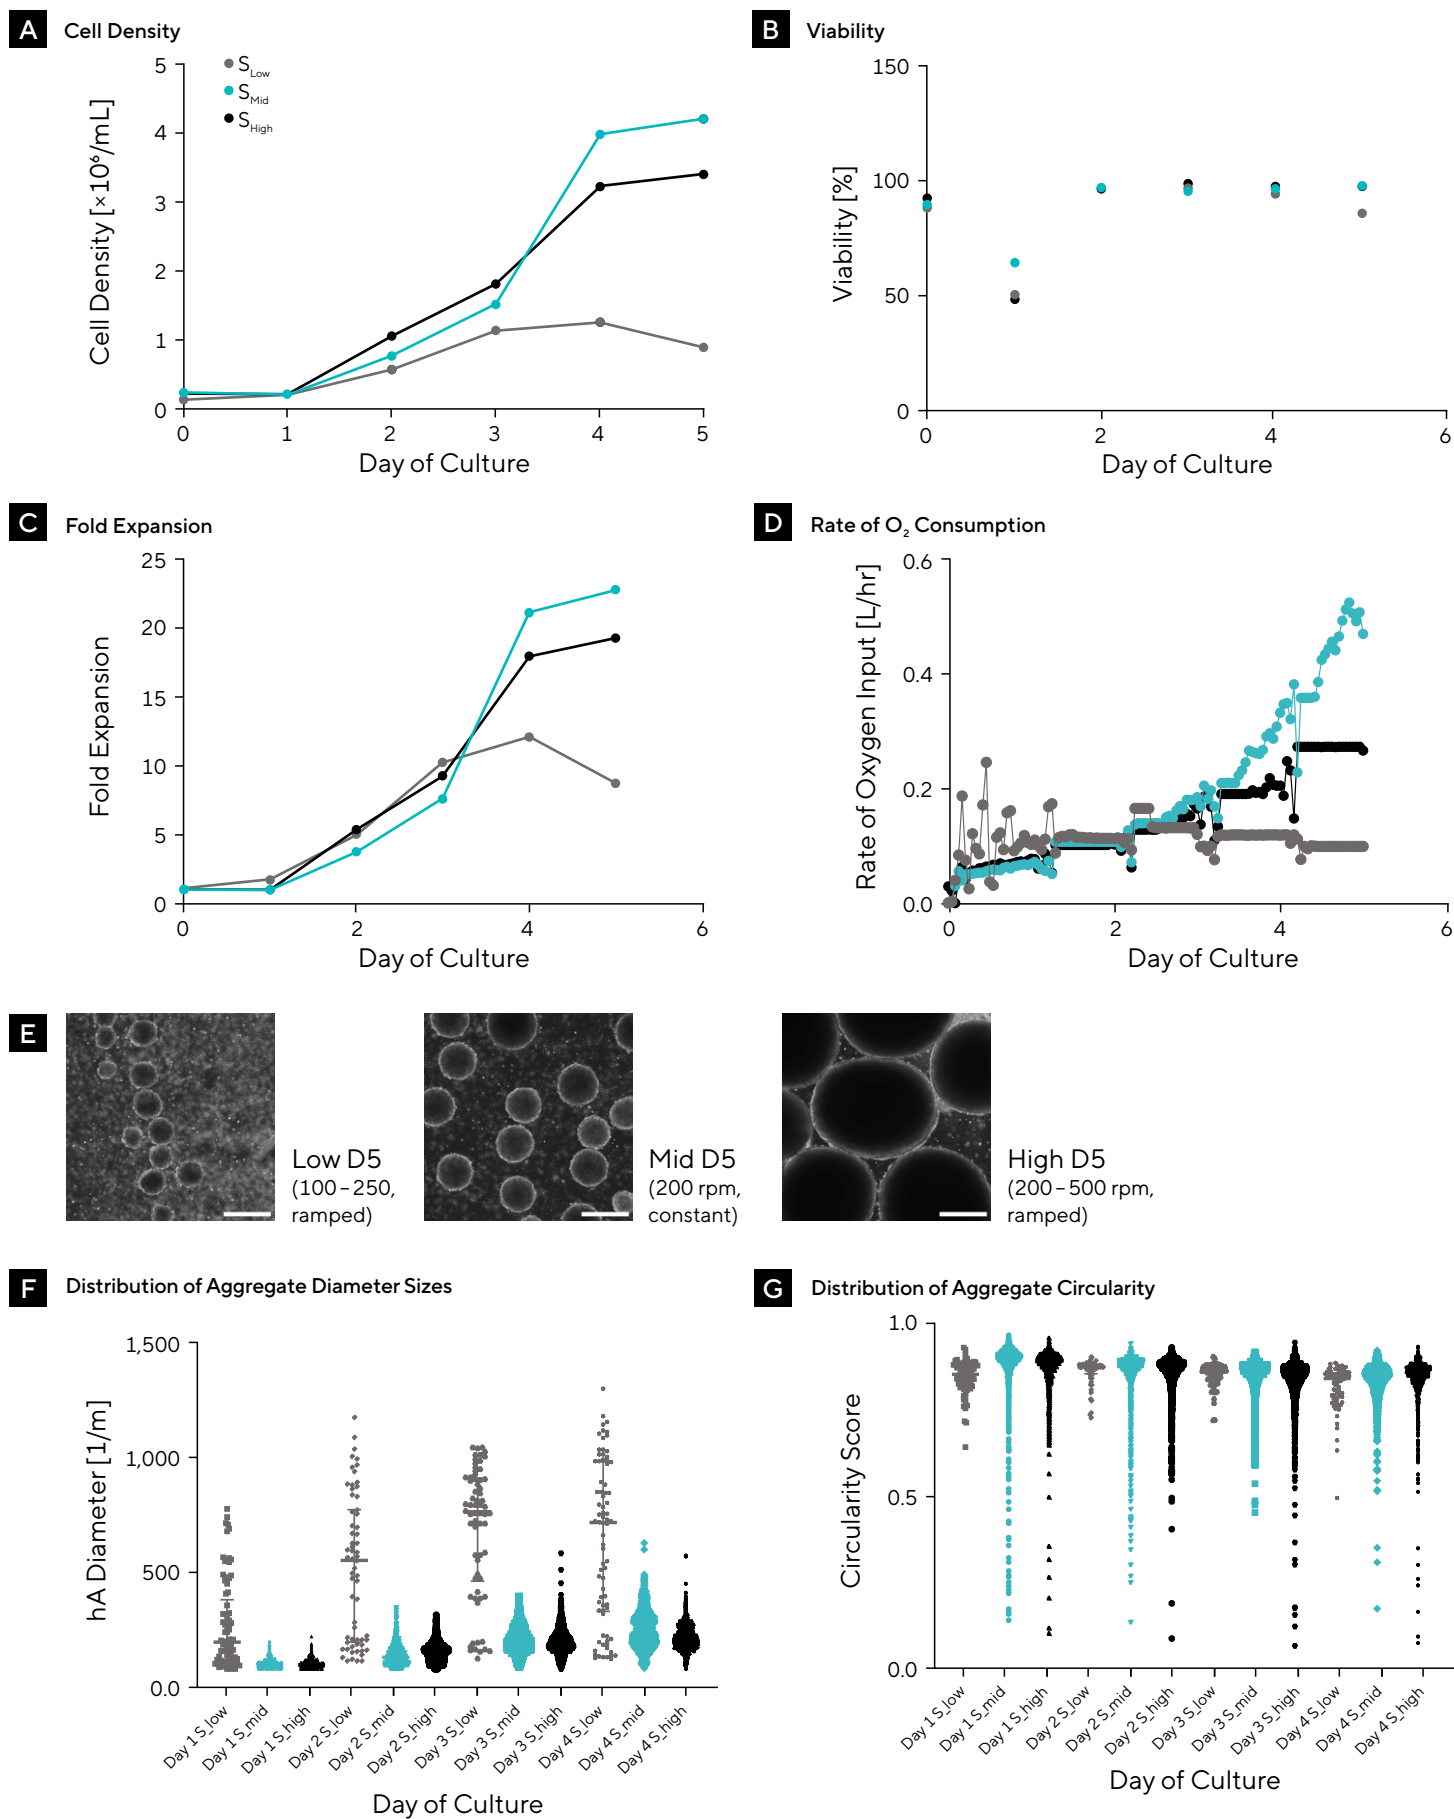 A Cell Density
5
4
3
2
1
0
Cell Density [×10⁶/mL]
S Low
S Mid
S High
0 1 2 3 4 5
Day of Culture
B Viability
150
100
50
0
Viability [%]
0 2 4 6
Day of Culture
C Fold Expansion
25
20
15
10
5
0
Fold Expansion
0 2 4 6
Day of Culture
D Rate of O₂ Consumption
0.6
0.4
0.2
0.0
Rate of Oxygen Input [L/hr]
0 2 4 6
Day of Culture
E
Low D5
(100–250,
ramped)
Mid D5
(200 rpm,
constant)
High D5
(200–500 rpm,
ramped)
F Distribution of Aggregate Diameter Sizes
1,500
1,000
500
0.0
hA Diameter [1/m]
Day 1 S_low
Day 1 S_mid
Day 1 S_high
Day 2 S_low
Day 2 S_mid
Day 2 S_high
Day 3 S_low
Day 3 S_mid
Day 3 S_high
Day 4 S_low
Day 4 S_mid
Day 4 S_high
Day of Culture
G Distribution of Aggregate Circularity
1.0
0.5
0.0
Circularity Score
Day 1 S_low
Day 1 S_mid
Day 1 S_high
Day 2 S_low
Day 2 S_mid
Day 2 S_high
Day 3 S_low
Day 3 S_mid
Day 3 S_high
Day 4 S_low
Day 4 S_mid
Day 4 S_high
Day of Culture